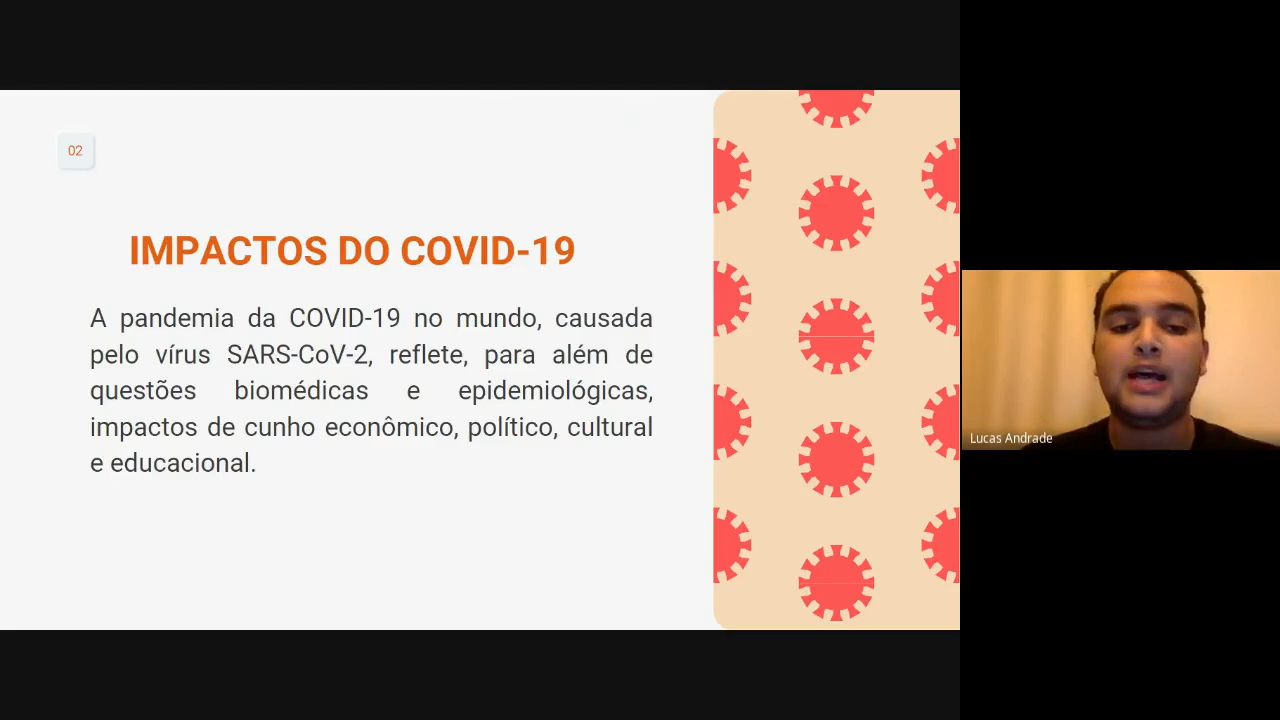 02
IMPACTOS DO COVID-19
A pandemia da COVID-19 no mundo, causada
pelo vírus SARS-CoV-2, reflete, para além de
questões biomédicas e epidemiológicas,
impactos de cunho econômico, político, cultural
e educacional.
Lucas Andrade